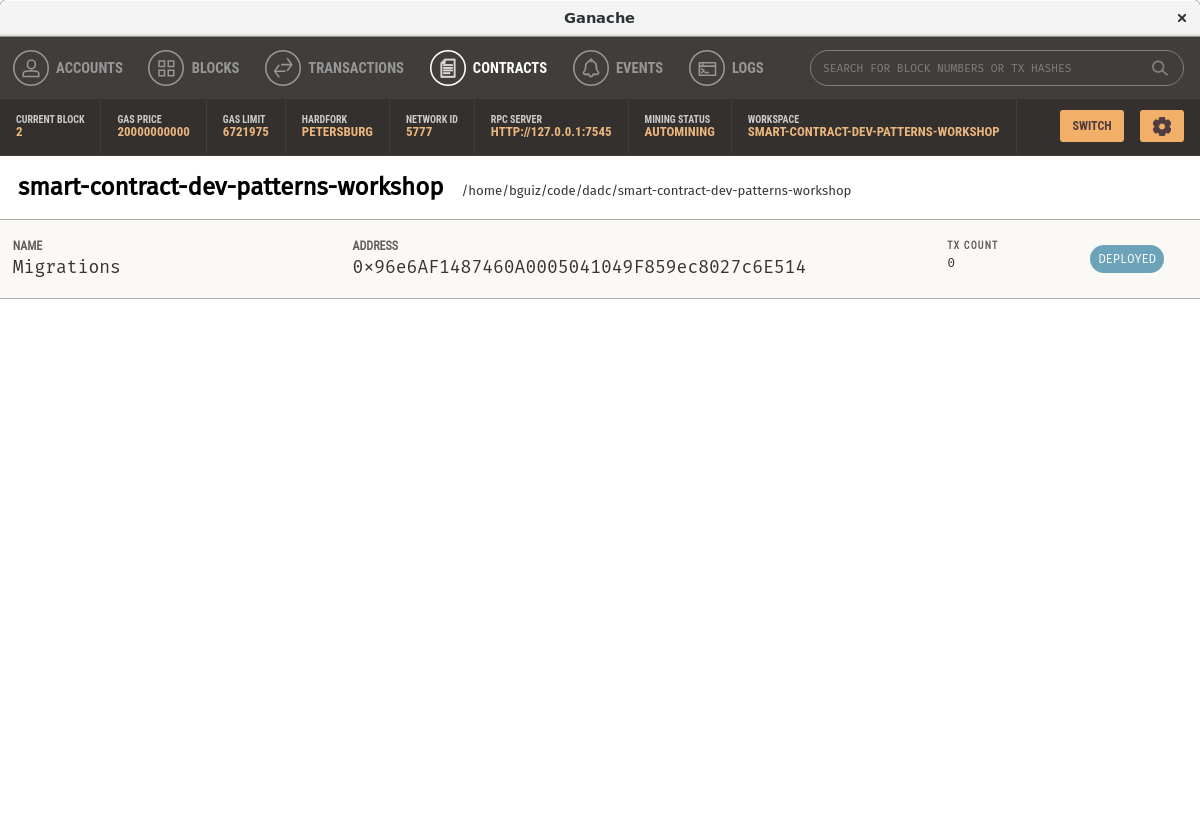 Ganache
ACCOUNTS BLOCKS TRANSACTIONS CONTRACTS EVENTS LOGS SEARCH FOR BLOCK NUMBERS OR TX HASHES
CURRENT BLOCK GAS PRICE GAS LIMIT HARDFORK NETWORK ID RPC SERVER MINING STATUS WORKSPACE
2 20000000000 6721975 PETERSBURG 5777 HTTP://127.0.0.1:7545 AUTOMINING SMART-CONTRACT-DEV-PATTERNS-WORKSHOP SWITCH
smart-contract-dev-patterns-workshop /home/bguiz/code/dadc/smart-contract-dev-patterns-workshop
NAME ADDRESS TX COUNT
Migrations 0×96e6AF1487460A0005041049F859ec8027c6E514 0 DEPLOYED